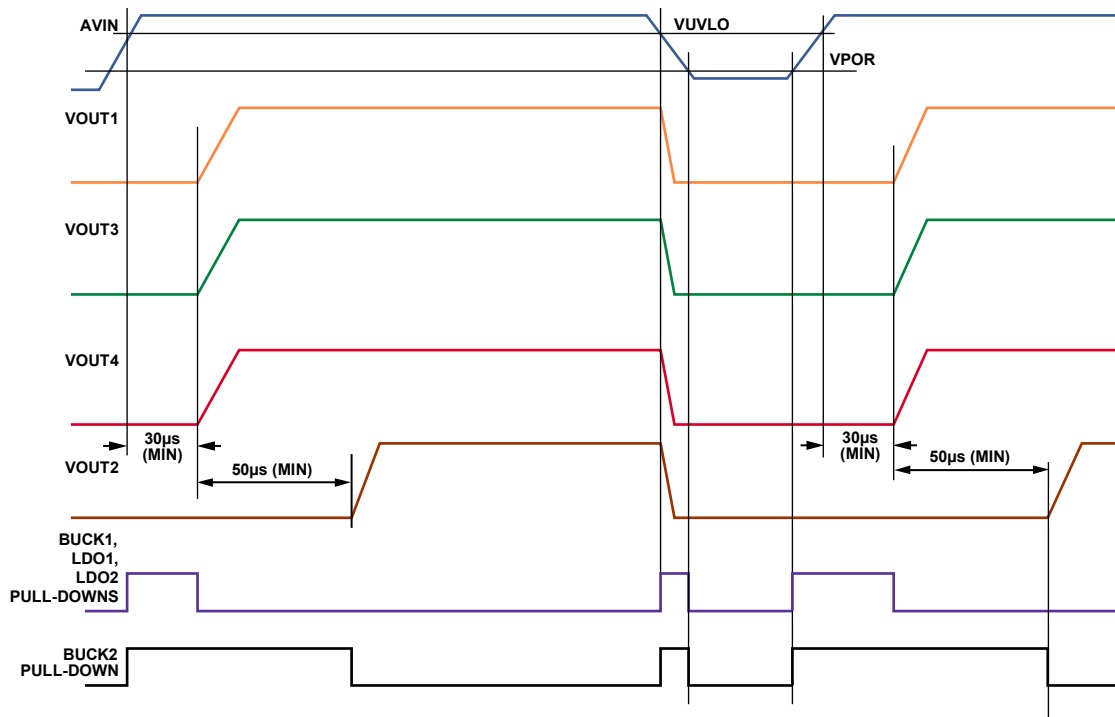 AVIN
VUVLO
VPOR
VOUT1
VOUT3
VOUT4
30µs
(MIN)
30µs
(MIN)
VOUT2
50µs (MIN)
50µs (MIN)
BUCK1,
LDO1,
LDO2
PULL-DOWNS
BUCK2
PULL-DOWN